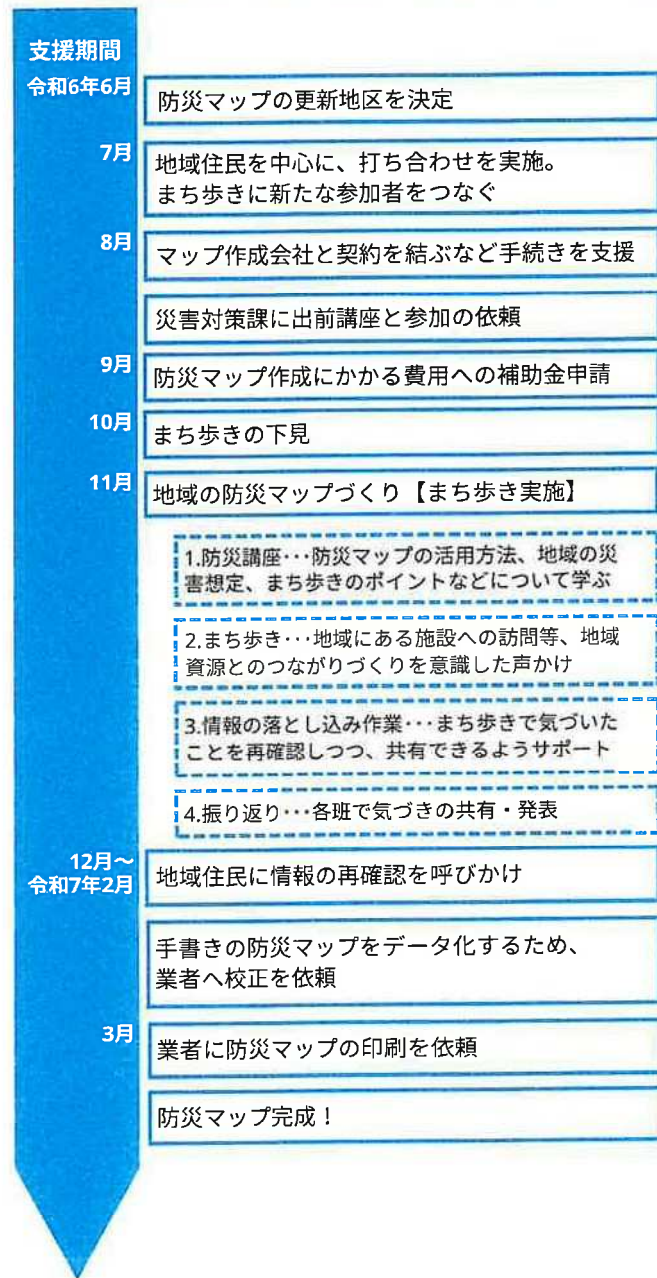 支援期間
令和6年6月
防災マップの更新地区を決定
7月
地域住民を中心に、打ち合わせを実施。
まち歩きに新たな参加者をつなぐ
8月
マップ作成会社と契約を結ぶなど手続きを支援
災害対策課に出前講座と参加の依頼
9月
防災マップ作成にかかる費用への補助金申請
10月
まち歩きの下見
11月
地域の防災マップづくり【まち歩き実施】
1.防災講座･･･防災マップの活用方法、地域の災
害想定、まち歩きのポイントなどについて学ぶ
2.まち歩き･･･地域にある施設への訪問等、地域
資源とのつながりづくりを意識した声かけ
3.情報の落とし込み作業･･･まち歩きで気づいた
ことを再確認しつつ、共有できるようサポート
4.振り返り･･･各班で気づきの共有・発表
12月～
令和7年2月
地域住民に情報の再確認を呼びかけ
手書きの防災マップをデータ化するため、
業者へ校正を依頼
3月
業者に防災マップの印刷を依頼
防災マップ完成！